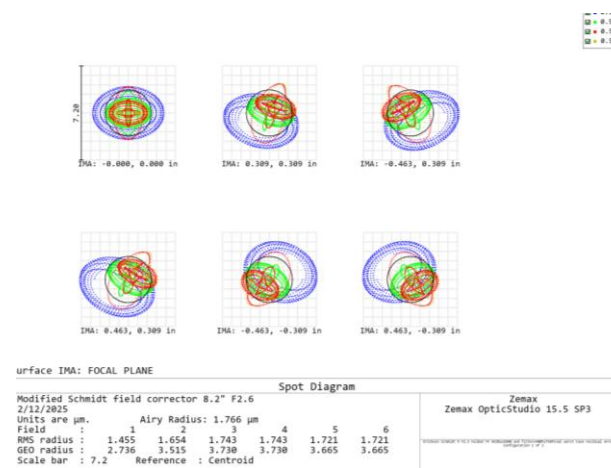 7.20
IMA: -0.000, 0.000 in
IMA: 0.309, 0.309 in
IMA: -0.463, 0.309 in
IMA: 0.463, 0.309 in
IMA: -0.463, -0.309 in
IMA: 0.463, -0.309 in
urface IMA: FOCAL PLANE
Spot Diagram
Modified Schmidt field corrector 8.2" F2.6
2/12/2025
Units are µm. Airy Radius: 1.766 µm
Field : 1 2 3 4 5 6
RMS radius : 1.455 1.654 1.743 1.743 1.721 1.721
GEO radius : 2.736 3.515 3.730 3.730 3.665 3.665
Scale bar : 7.2 Reference : Centroid
Zemax
Zemax OpticStudio 15.5 SP3